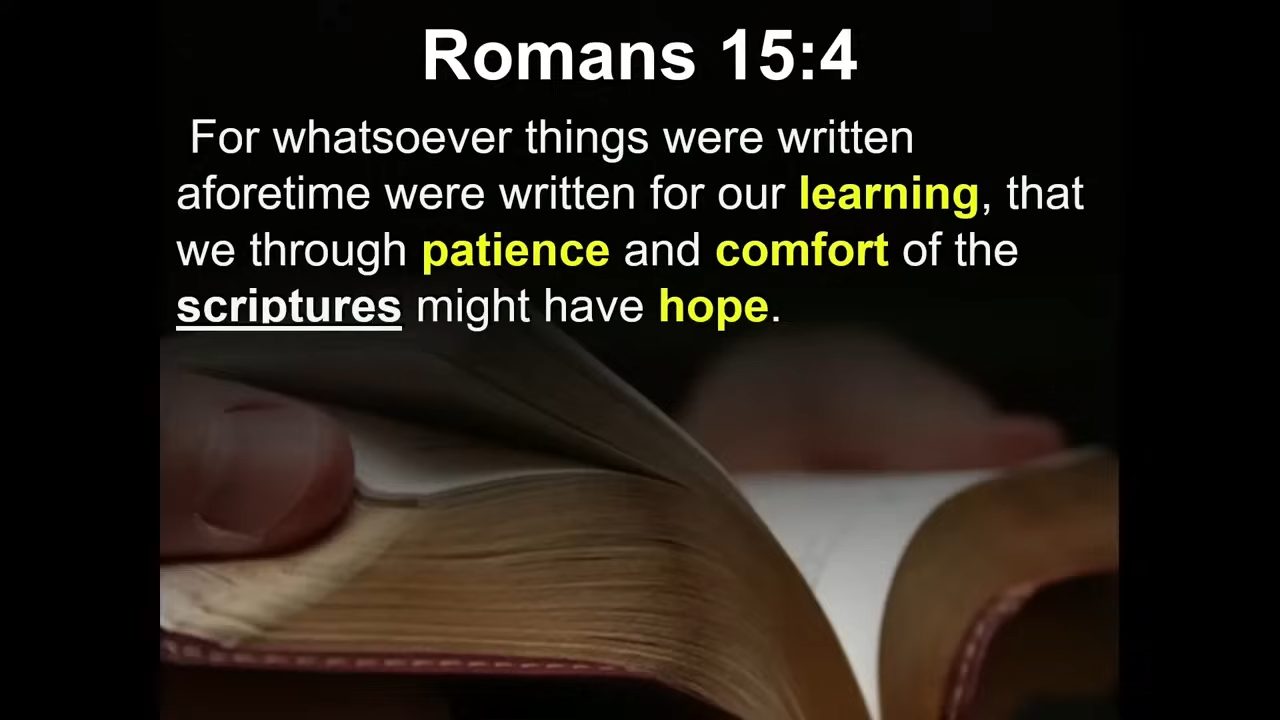 Romans 15:4
For whatsoever things were written
aforetime were written for our learning, that
we through patience and comfort of the
scriptures might have hope.